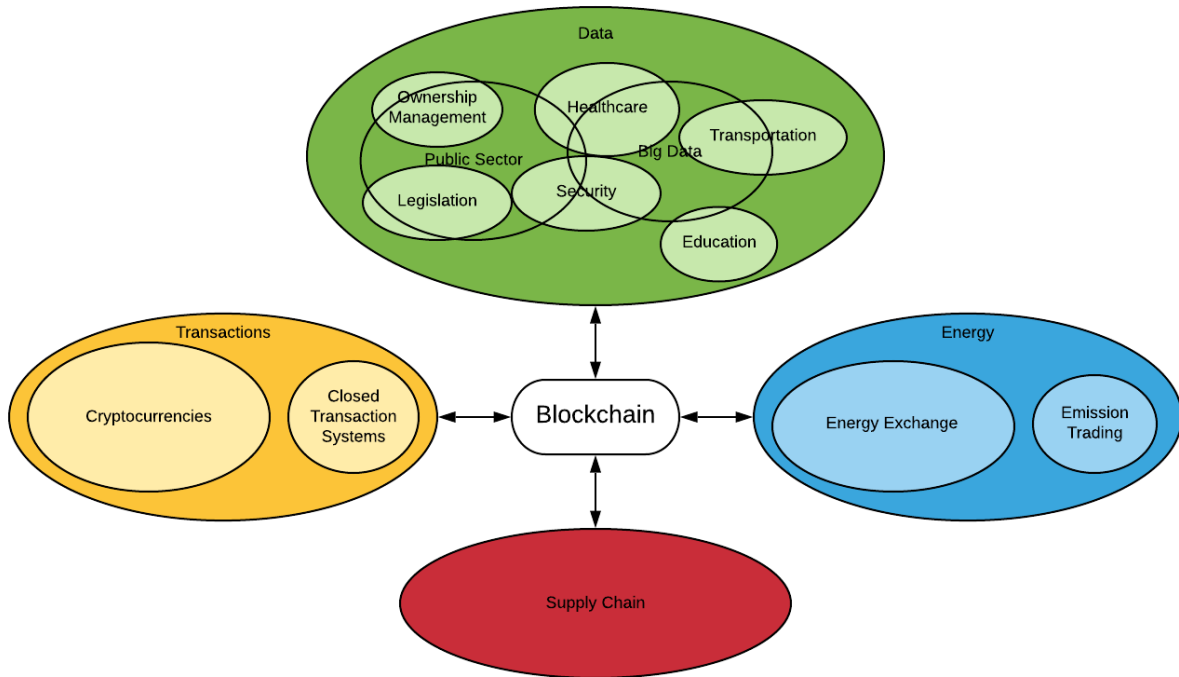 Data
Ownership
Management
Healthcare
Transportation
Public Sector
Big Data
Legislation
Security
Education
Transactions
Cryptocurrencies
Closed
Transaction
Systems
Blockchain
Energy
Energy Exchange
Emission
Trading
Supply Chain